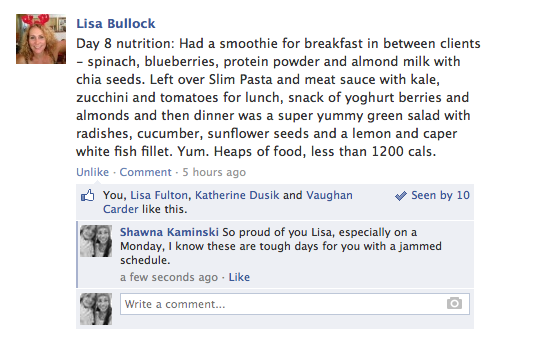 Lisa Bullock
Day 8 nutrition: Had a smoothie for breakfast in between clients
– spinach, blueberries, protein powder and almond milk with
chia seeds. Left over Slim Pasta and meat sauce with kale,
zucchini and tomatoes for lunch, snack of yoghurt berries and
almonds and then dinner was a super yummy green salad with
radishes, cucumber, sunflower seeds and a lemon and caper
white fish fillet. Yum. Heaps of food, less than 1200 cals.
Unlike · Comment · 5 hours ago
You, Lisa Fulton, Katherine Dusik and Vaughan
Carder like this.
Seen by 10
Shawna Kaminski So proud of you Lisa, especially on a
Monday, I know these are tough days for you with a jammed
schedule.
a few seconds ago · Like
Write a comment...